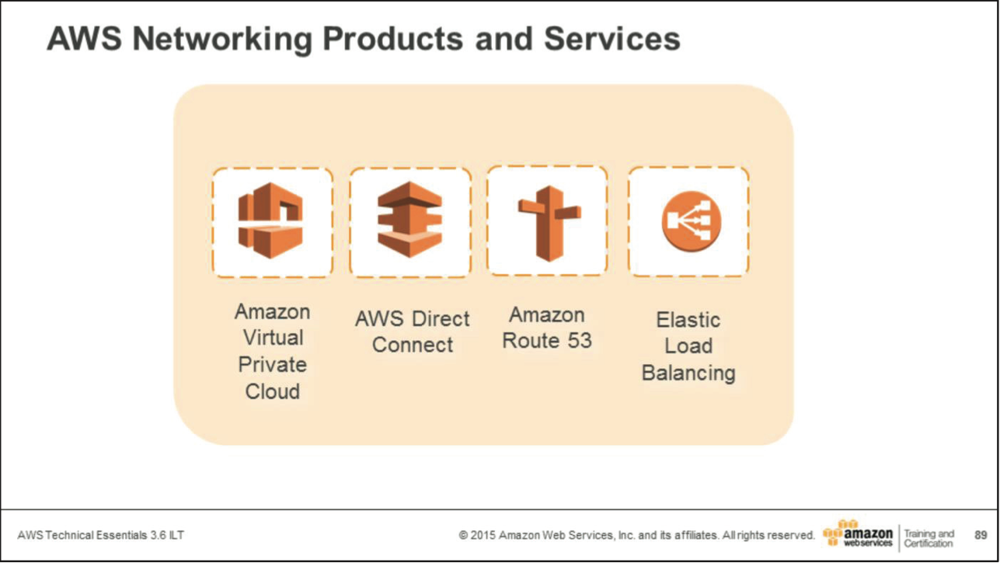 AWS Networking Products and Services
Amazon
Virtual
Private
Cloud
AWS Direct
Connect
Amazon
Route 53
Elastic
Load
Balancing
AWS Technical Essentials 3.6 ILT
© 2015 Amazon Web Services, Inc. and its affiliates. All rights reserved.
amazon
webservices
Training and
Certification
89